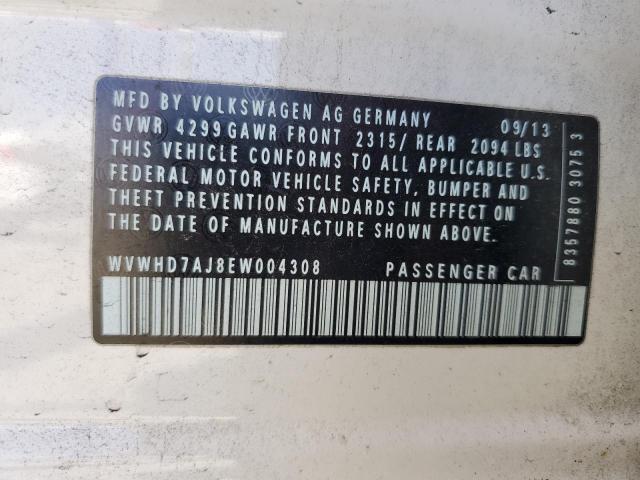 MFD BY VOLKSWAGEN AG GERMANY 09/13
GVWR 4299 GAWR FRONT 2315/ REAR 2094 LBS
THIS VEHICLE CONFORMS TO ALL APPLICABLE U.S.
FEDERAL MOTOR VEHICLE SAFETY, BUMPER AND
THEFT PREVENTION STANDARDS IN EFFECT ON
THE DATE OF MANUFACTURE SHOWN ABOVE.
WVWHD7AJ8EW004308 PASSENGER CAR
8357880 3075 3